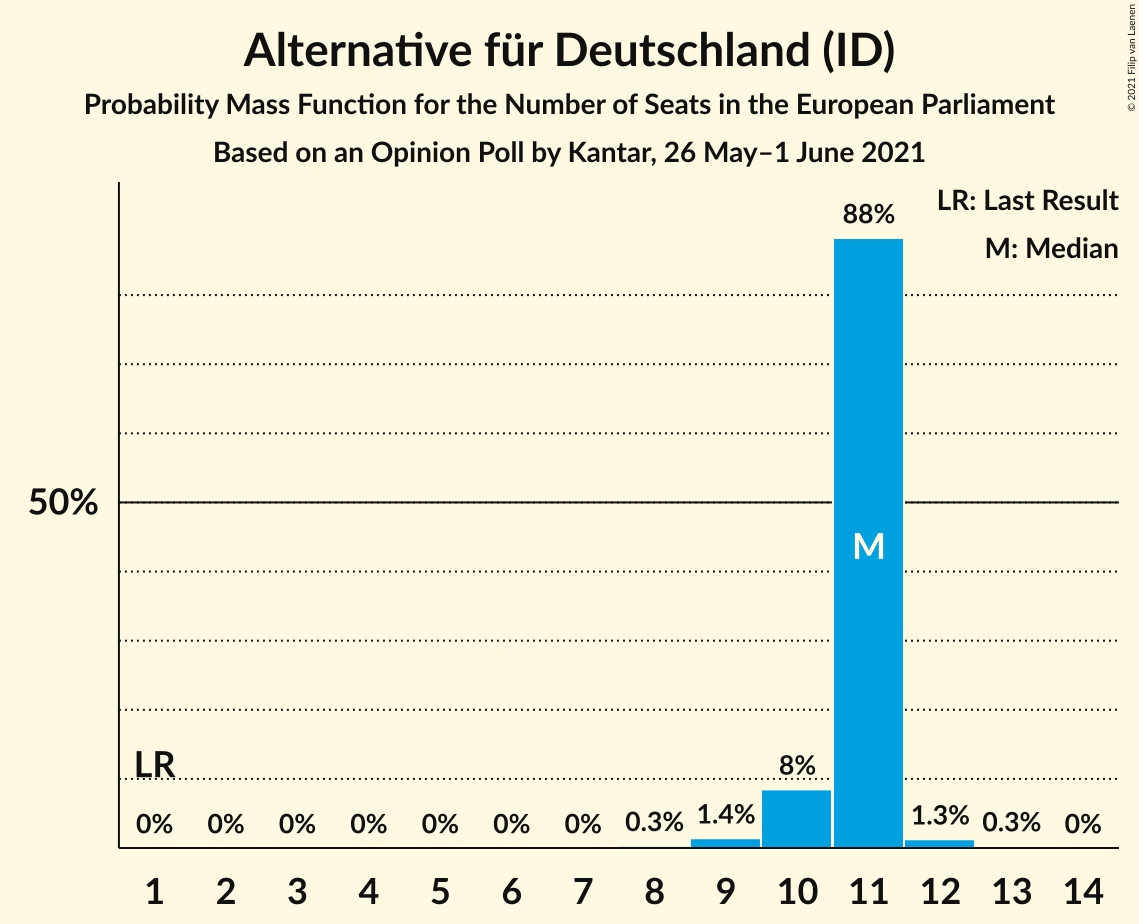 Alternative für Deutschland (ID)
Probability Mass Function for the Number of Seats in the European Parliament
Based on an Opinion Poll by Kantar, 26 May–1 June 2021
© 2021 Filip van Laenen
LR: Last Result
M: Median
88%
50%
M
LR
8%
0% 0% 0% 0% 0% 0% 0% 0.3% 1.4% 1.3% 0.3% 0%
1 2 3 4 5 6 7 8 9 10 11 12 13 14